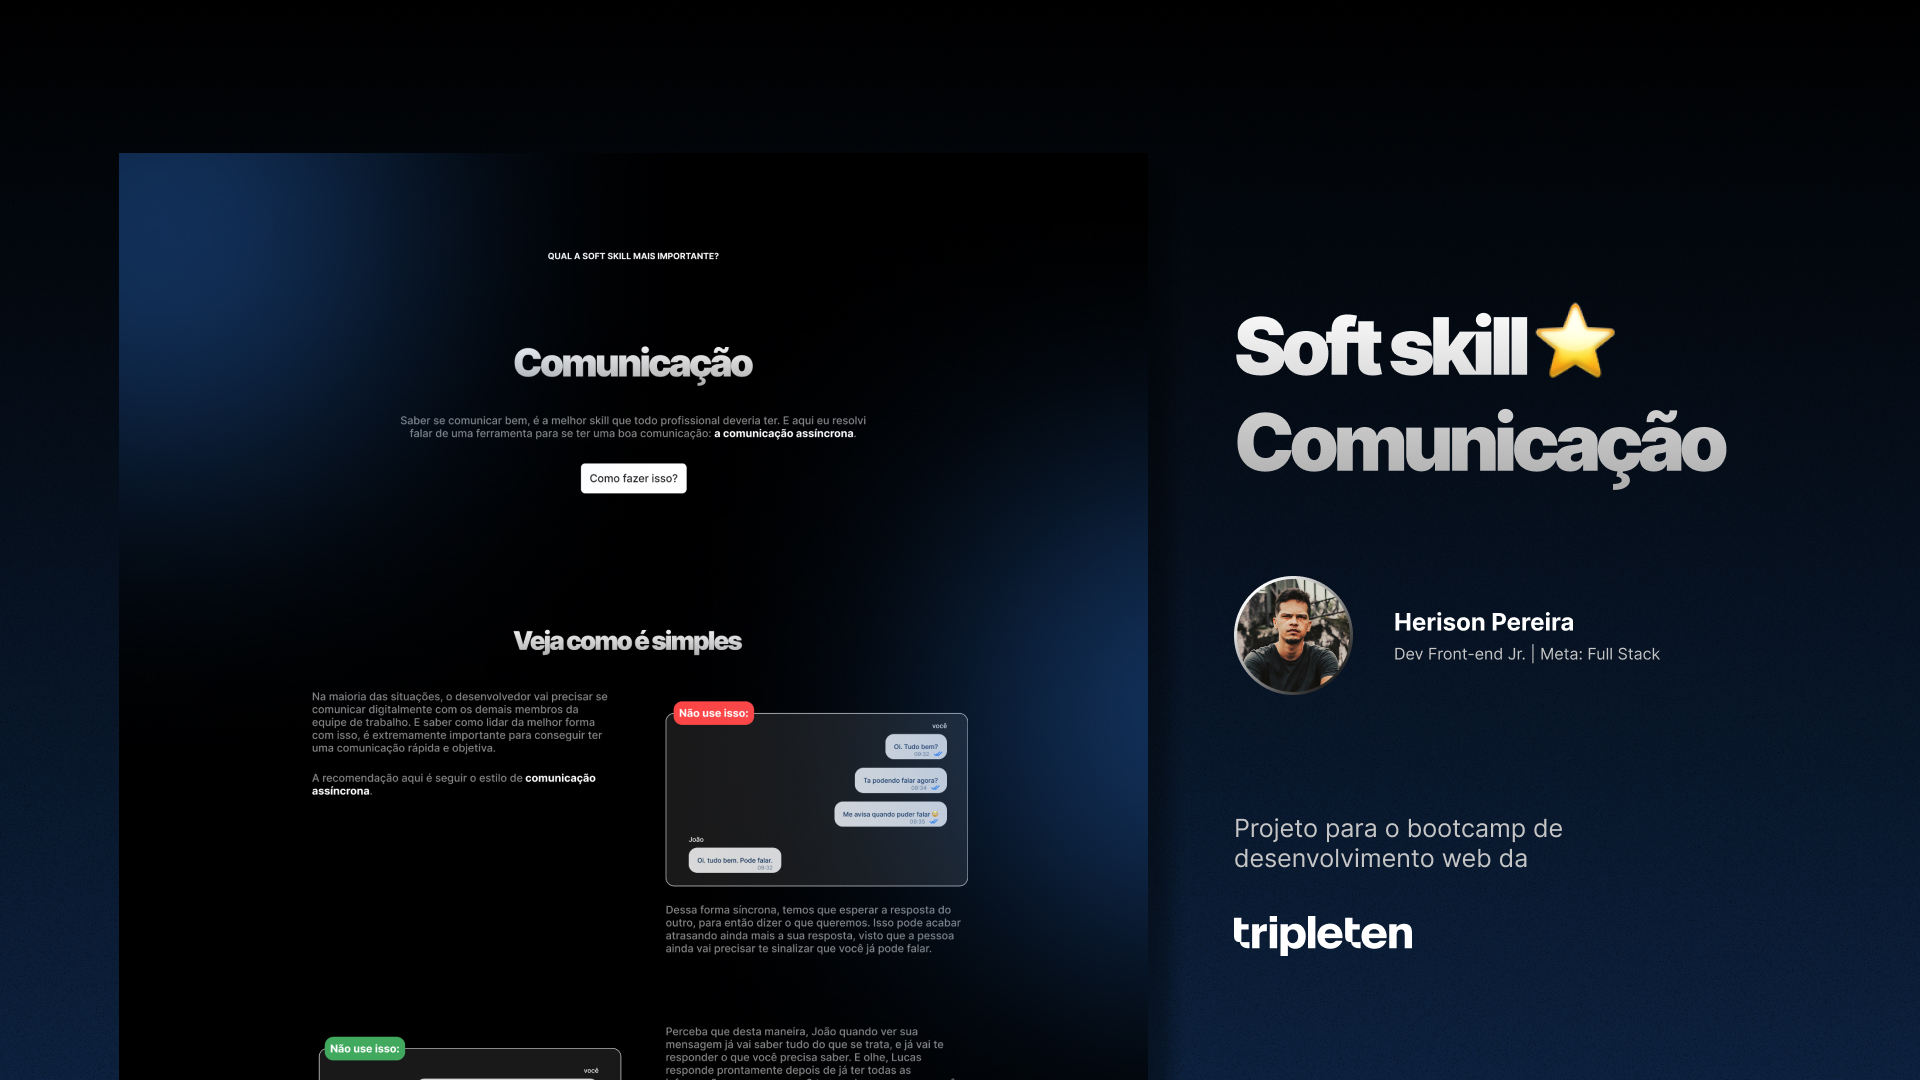 QUAL A SOFT SKILL MAIS IMPORTANTE?
Comunicação
Saber se comunicar bem, é a melhor skill que todo profissional deveria ter. E aqui eu resolvi
falar de uma ferramenta para se ter uma boa comunicação: a comunicação assíncrona.
Como fazer isso?
Veja como é simples
Na maioria das situações, o desenvolvedor vai precisar se
comunicar digitalmente com os demais membros da
equipe de trabalho. E saber como lidar da melhor forma
com isso, é extremamente importante para conseguir ter
uma comunicação rápida e objetiva.
A recomendação aqui é seguir o estilo de comunicação
assíncrona.
Não use isso:
você
Oi. Tudo bem?
09:32
Ta podendo falar agora?
09:34
Me avisa quando puder falar
09:35
João
Oi. tudo bem. Pode falar.
09:32
Dessa forma síncrona, temos que esperar a resposta do
outro, para então dizer o que queremos. Isso pode acabar
atrasando ainda mais a sua resposta, visto que a pessoa
ainda vai precisar te sinalizar que você já pode falar.
Não use isso:
você
Perceba que desta maneira, João quando ver sua
mensagem já vai saber tudo do que se trata, e já vai te
responder o que você precisa saber. E olhe, Lucas
responde prontamente depois de já ter todas as
Soft skill ⭐
Comunicação
Herison Pereira
Dev Front-end Jr. | Meta: Full Stack
Projeto para o bootcamp de
desenvolvimento web da
tripleten